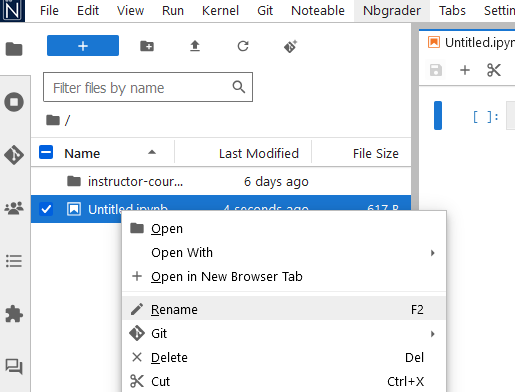 N
File Edit View Run Kernel Git Noteable Nbgrader Tabs
Untitled.ipyn
Filter files by name
/
Name Last Modified File Size
[ ]:
instructor-cour... 6 days ago
Untitled.ipynb 4 seconds ago 617 B
Open
Open With
Open in New Browser Tab
Rename F2
Git
Delete Del
Cut Ctrl+X